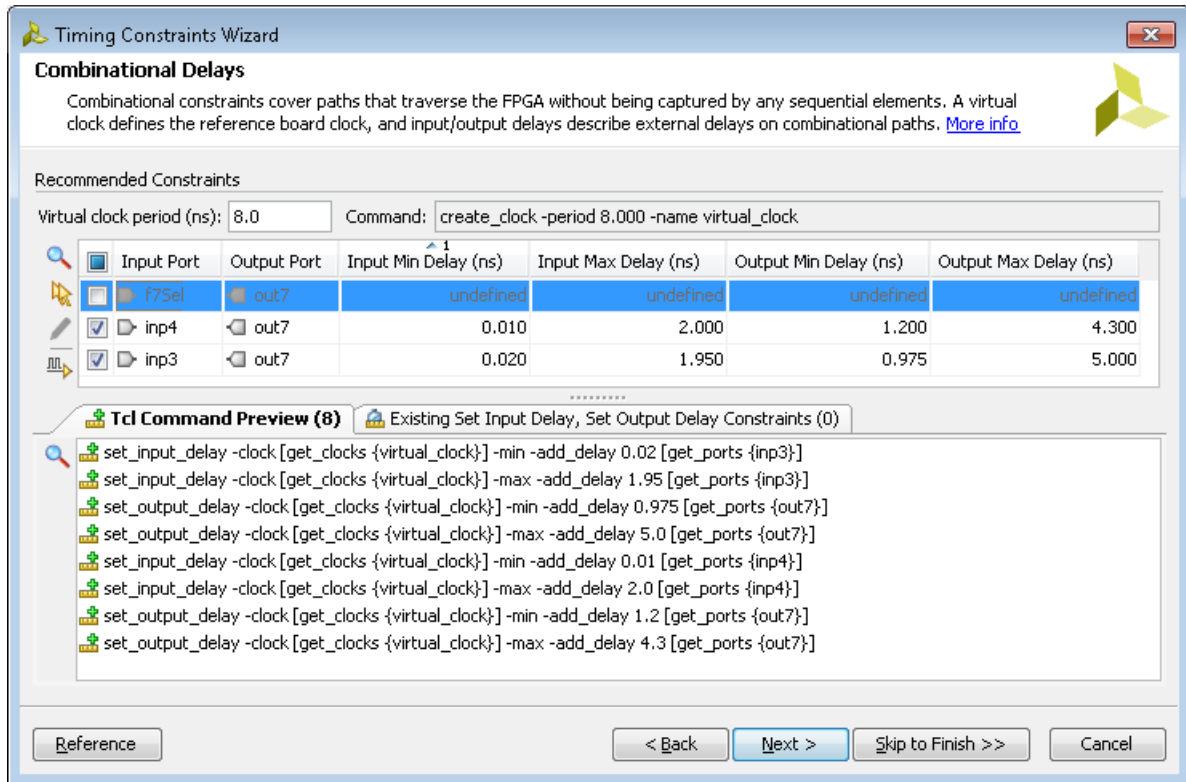 Timing Constraints Wizard
Combinational Delays
Combinational constraints cover paths that traverse the FPGA without being captured by any sequential elements. A virtual
clock defines the reference board clock, and input/output delays describe external delays on combinational paths. More info
Recommended Constraints
Virtual clock period (ns): 8.0 Command: create_clock -period 8.000 -name virtual_clock
1
Input Port Output Port Input Min Delay (ns) Input Max Delay (ns) Output Min Delay (ns) Output Max Delay (ns)
f7Sel out7 undefined undefined undefined undefined
inp4 out7 0.010 2.000 1.200 4.300
inp3 out7 0.020 1.950 0.975 5.000
Tcl Command Preview (8) Existing Set Input Delay, Set Output Delay Constraints (0)
set_input_delay -clock [get_clocks {virtual_clock}] -min -add_delay 0.02 [get_ports {inp3}]
set_input_delay -clock [get_clocks {virtual_clock}] -max -add_delay 1.95 [get_ports {inp3}]
set_output_delay -clock [get_clocks {virtual_clock}] -min -add_delay 0.975 [get_ports {out7}]
set_output_delay -clock [get_clocks {virtual_clock}] -max -add_delay 5.0 [get_ports {out7}]
set_input_delay -clock [get_clocks {virtual_clock}] -min -add_delay 0.01 [get_ports {inp4}]
set_input_delay -clock [get_clocks {virtual_clock}] -max -add_delay 2.0 [get_ports {inp4}]
set_output_delay -clock [get_clocks {virtual_clock}] -min -add_delay 1.2 [get_ports {out7}]
set_output_delay -clock [get_clocks {virtual_clock}] -max -add_delay 4.3 [get_ports {out7}]
Reference < Back Next > Skip to Finish >> Cancel